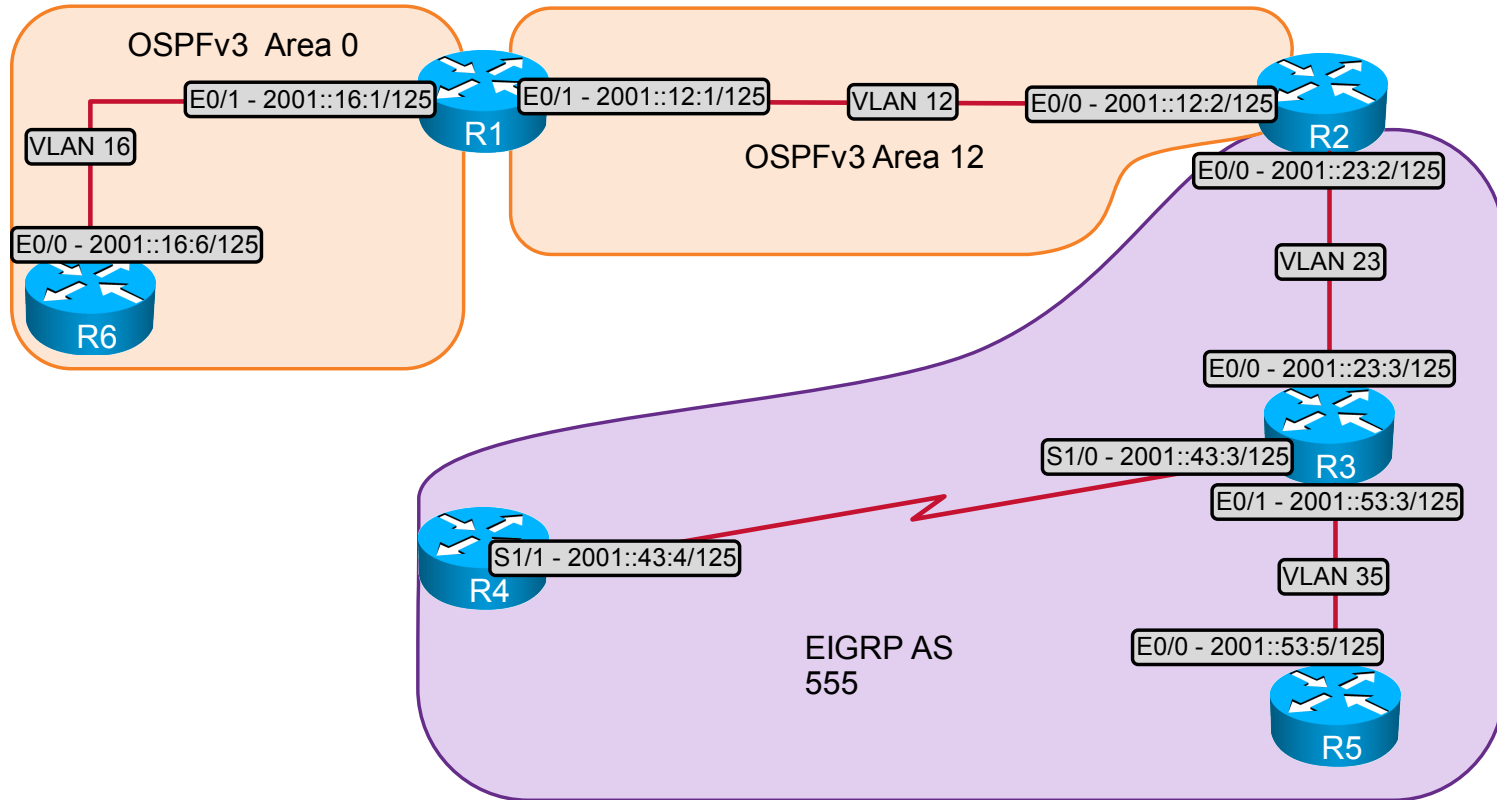 OSPFv3 Area 0
E0/1 - 2001::16:1/125
R1
E0/1 - 2001::12:1/125
VLAN 12
E0/0 - 2001::12:2/125
R2
VLAN 16
OSPFv3 Area 12
E0/0 - 2001::23:2/125
E0/0 - 2001::16:6/125
R6
VLAN 23
E0/0 - 2001::23:3/125
S1/0 - 2001::43:3/125
R3
E0/1 - 2001::53:3/125
S1/1 - 2001::43:4/125
R4
VLAN 35
EIGRP AS
555
E0/0 - 2001::53:5/125
R5